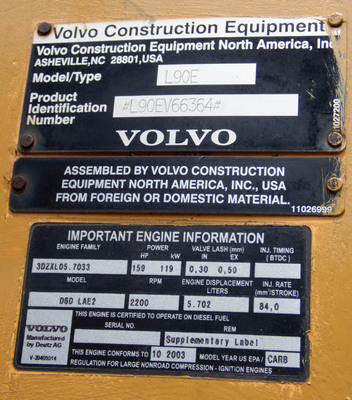 Volvo Construction Equipment
Volvo Construction Equipment North America, Inc
ASHEVILLE, NC 28801, USA
Model/Type L90E
Product
Identification #L90EV66364#
Number
VOLVO
11027200
ASSEMBLED BY VOLVO CONSTRUCTION
EQUIPMENT NORTH AMERICA, INC., USA
FROM FOREIGN OR DOMESTIC MATERIAL.
11026999
IMPORTANT ENGINE INFORMATION
ENGINE FAMILY POWER VALVE LASH (mm) INJ. TIMING
HP kW IN EX (BTDC)
3DZXL05.7033 159 119 0,30 0,50
MODEL RPM ENGINE DISPLACEMENT INJ. RATE
LITERS (mm³/STROKE)
D6D LAE2 2200 5.702 84,0
THIS ENGINE IS CERTIFIED TO OPERATE ON DIESEL FUEL
SERIAL NO. REM
VOLVO Supplementary Label
Manufactured
by Deutz AG
THIS ENGINE CONFORMS TO 10 2003 MODEL YEAR US EPA / CARB
V-20405314 REGULATION FOR LARGE NONROAD COMPRESSION - IGNITION ENGINES